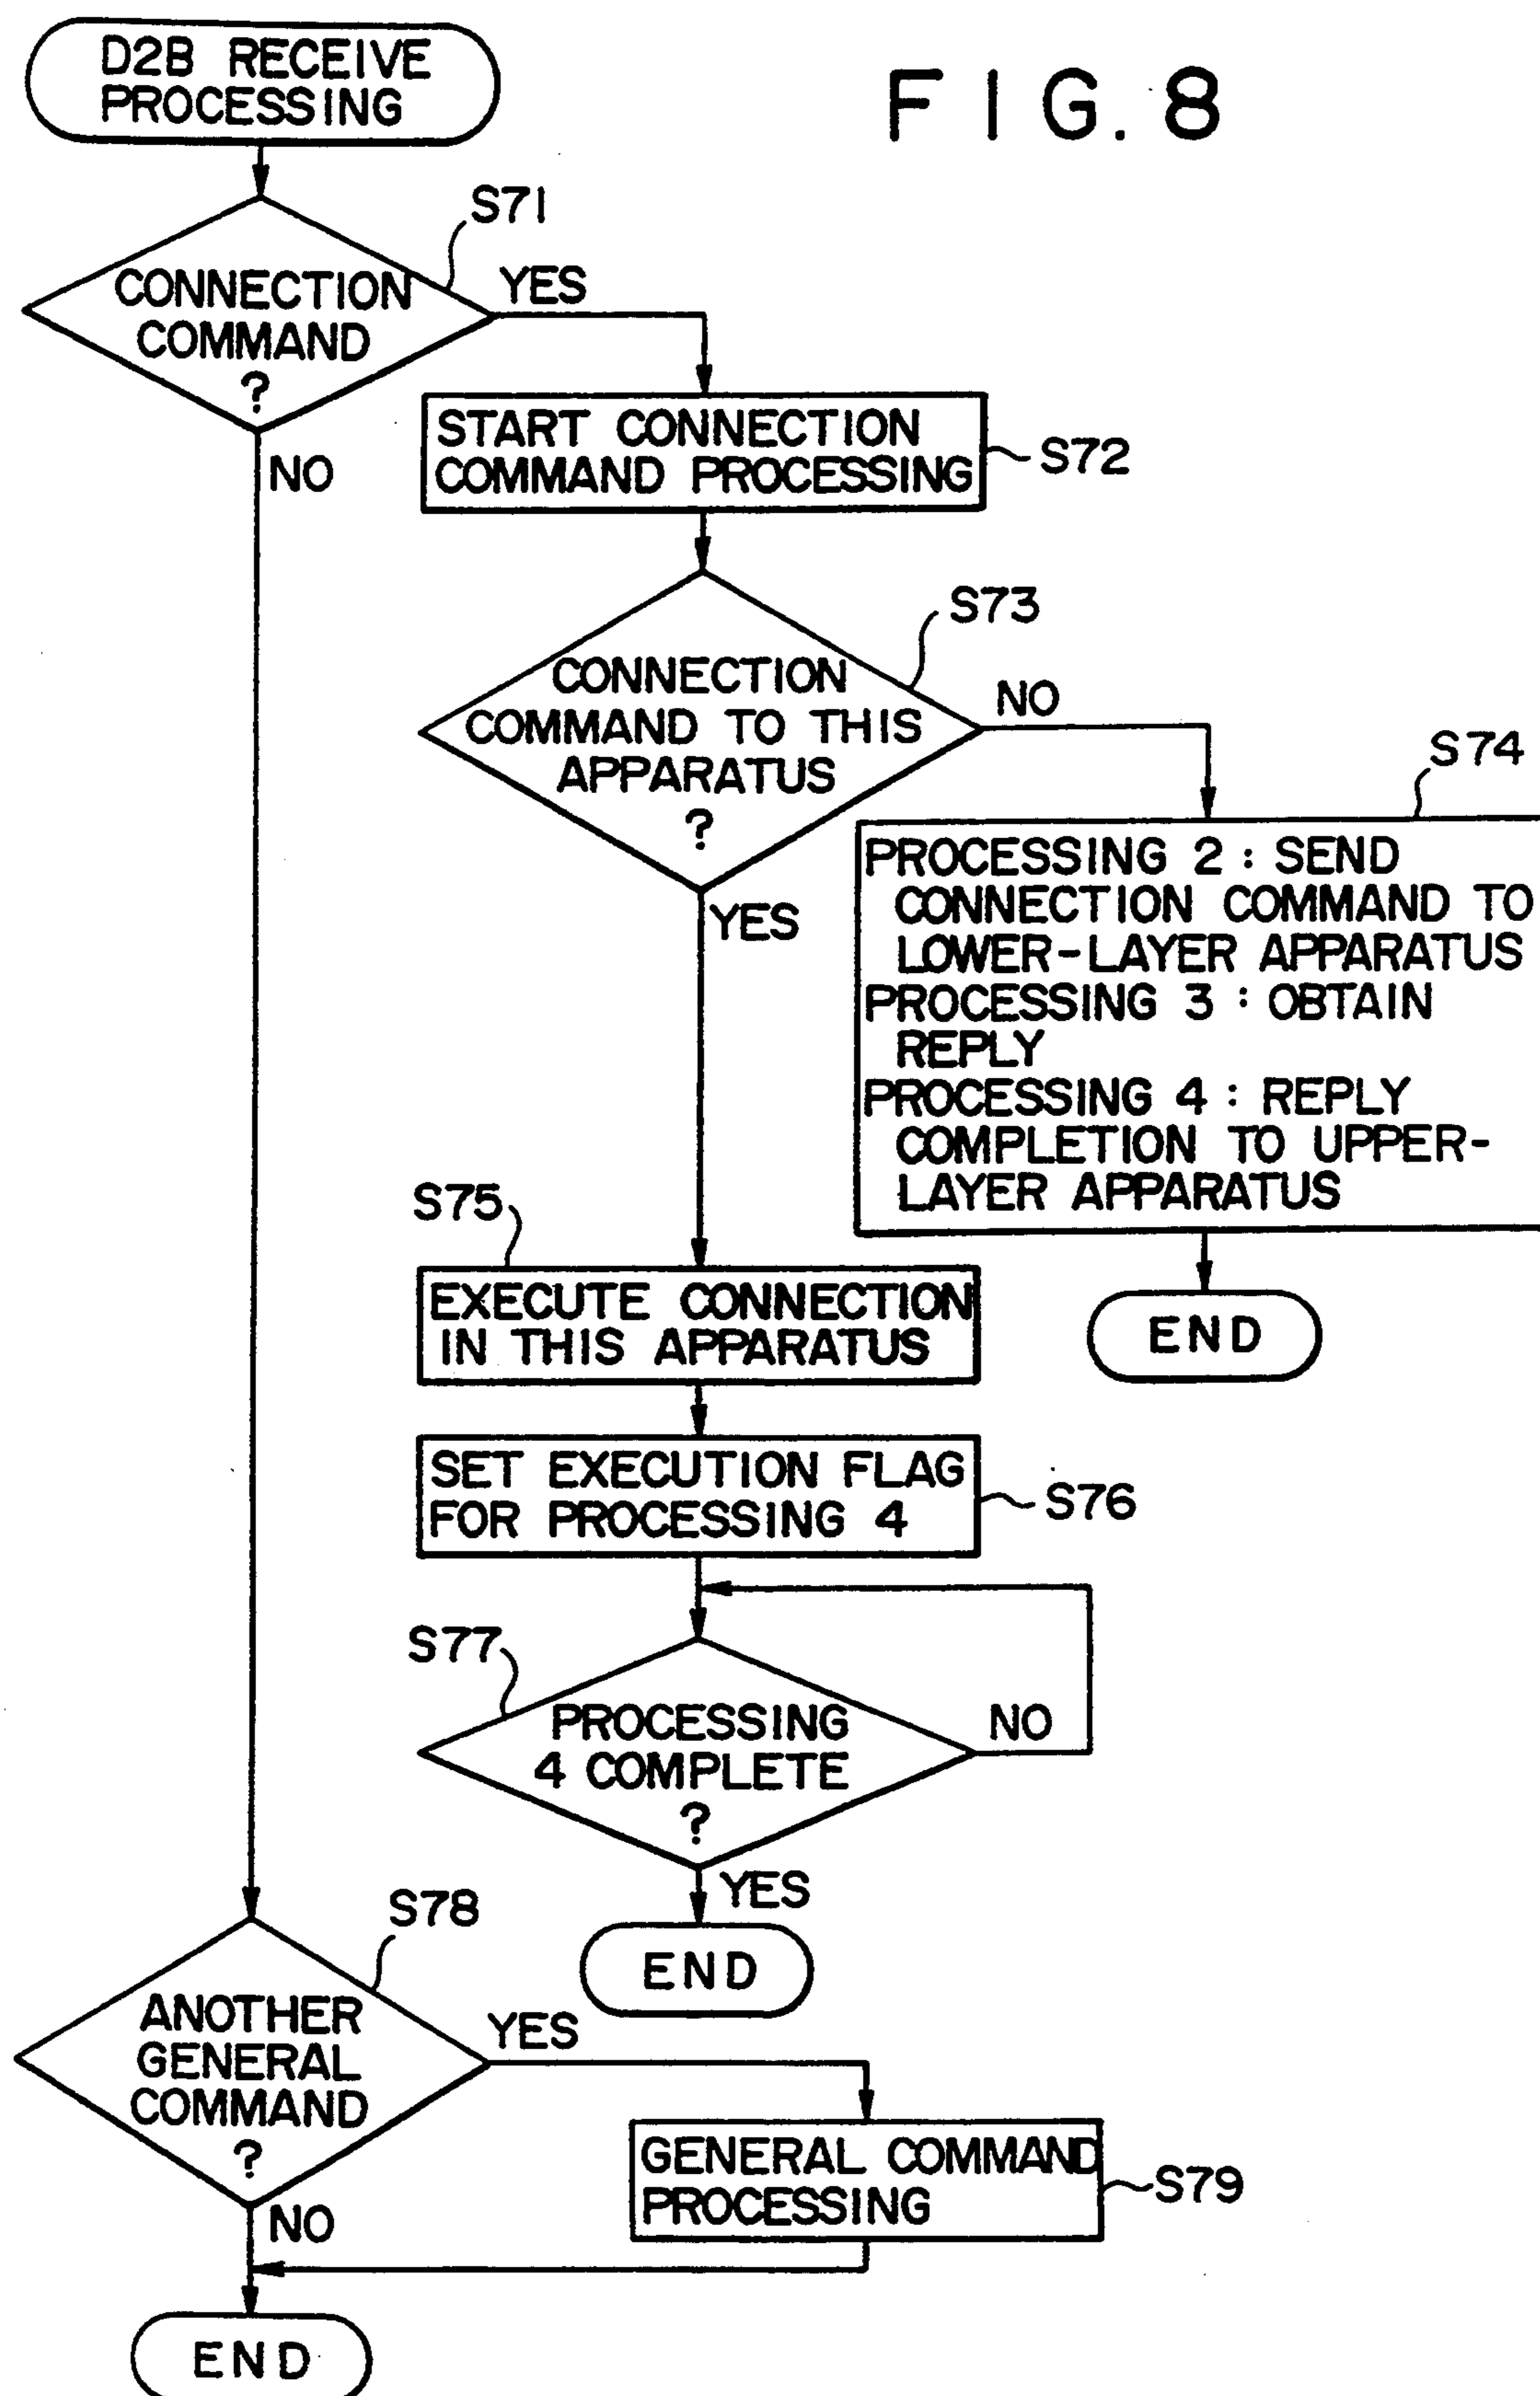 D2B RECEIVE
PROCESSING
FIG. 8
S71
CONNECTION
COMMAND
?
YES
NO
START CONNECTION
COMMAND PROCESSING
S72
S73
CONNECTION
COMMAND TO THIS
APPARATUS
?
NO
YES
S74
PROCESSING 2 : SEND
CONNECTION COMMAND TO
LOWER-LAYER APPARATUS
PROCESSING 3 : OBTAIN
REPLY
PROCESSING 4 : REPLY
COMPLETION TO UPPER-
LAYER APPARATUS
END
S75
EXECUTE CONNECTION
IN THIS APPARATUS
SET EXECUTION FLAG
FOR PROCESSING 4
S76
S77
PROCESSING
4 COMPLETE
?
NO
YES
END
S78
ANOTHER
GENERAL
COMMAND
?
YES
NO
GENERAL COMMAND
PROCESSING
S79
END